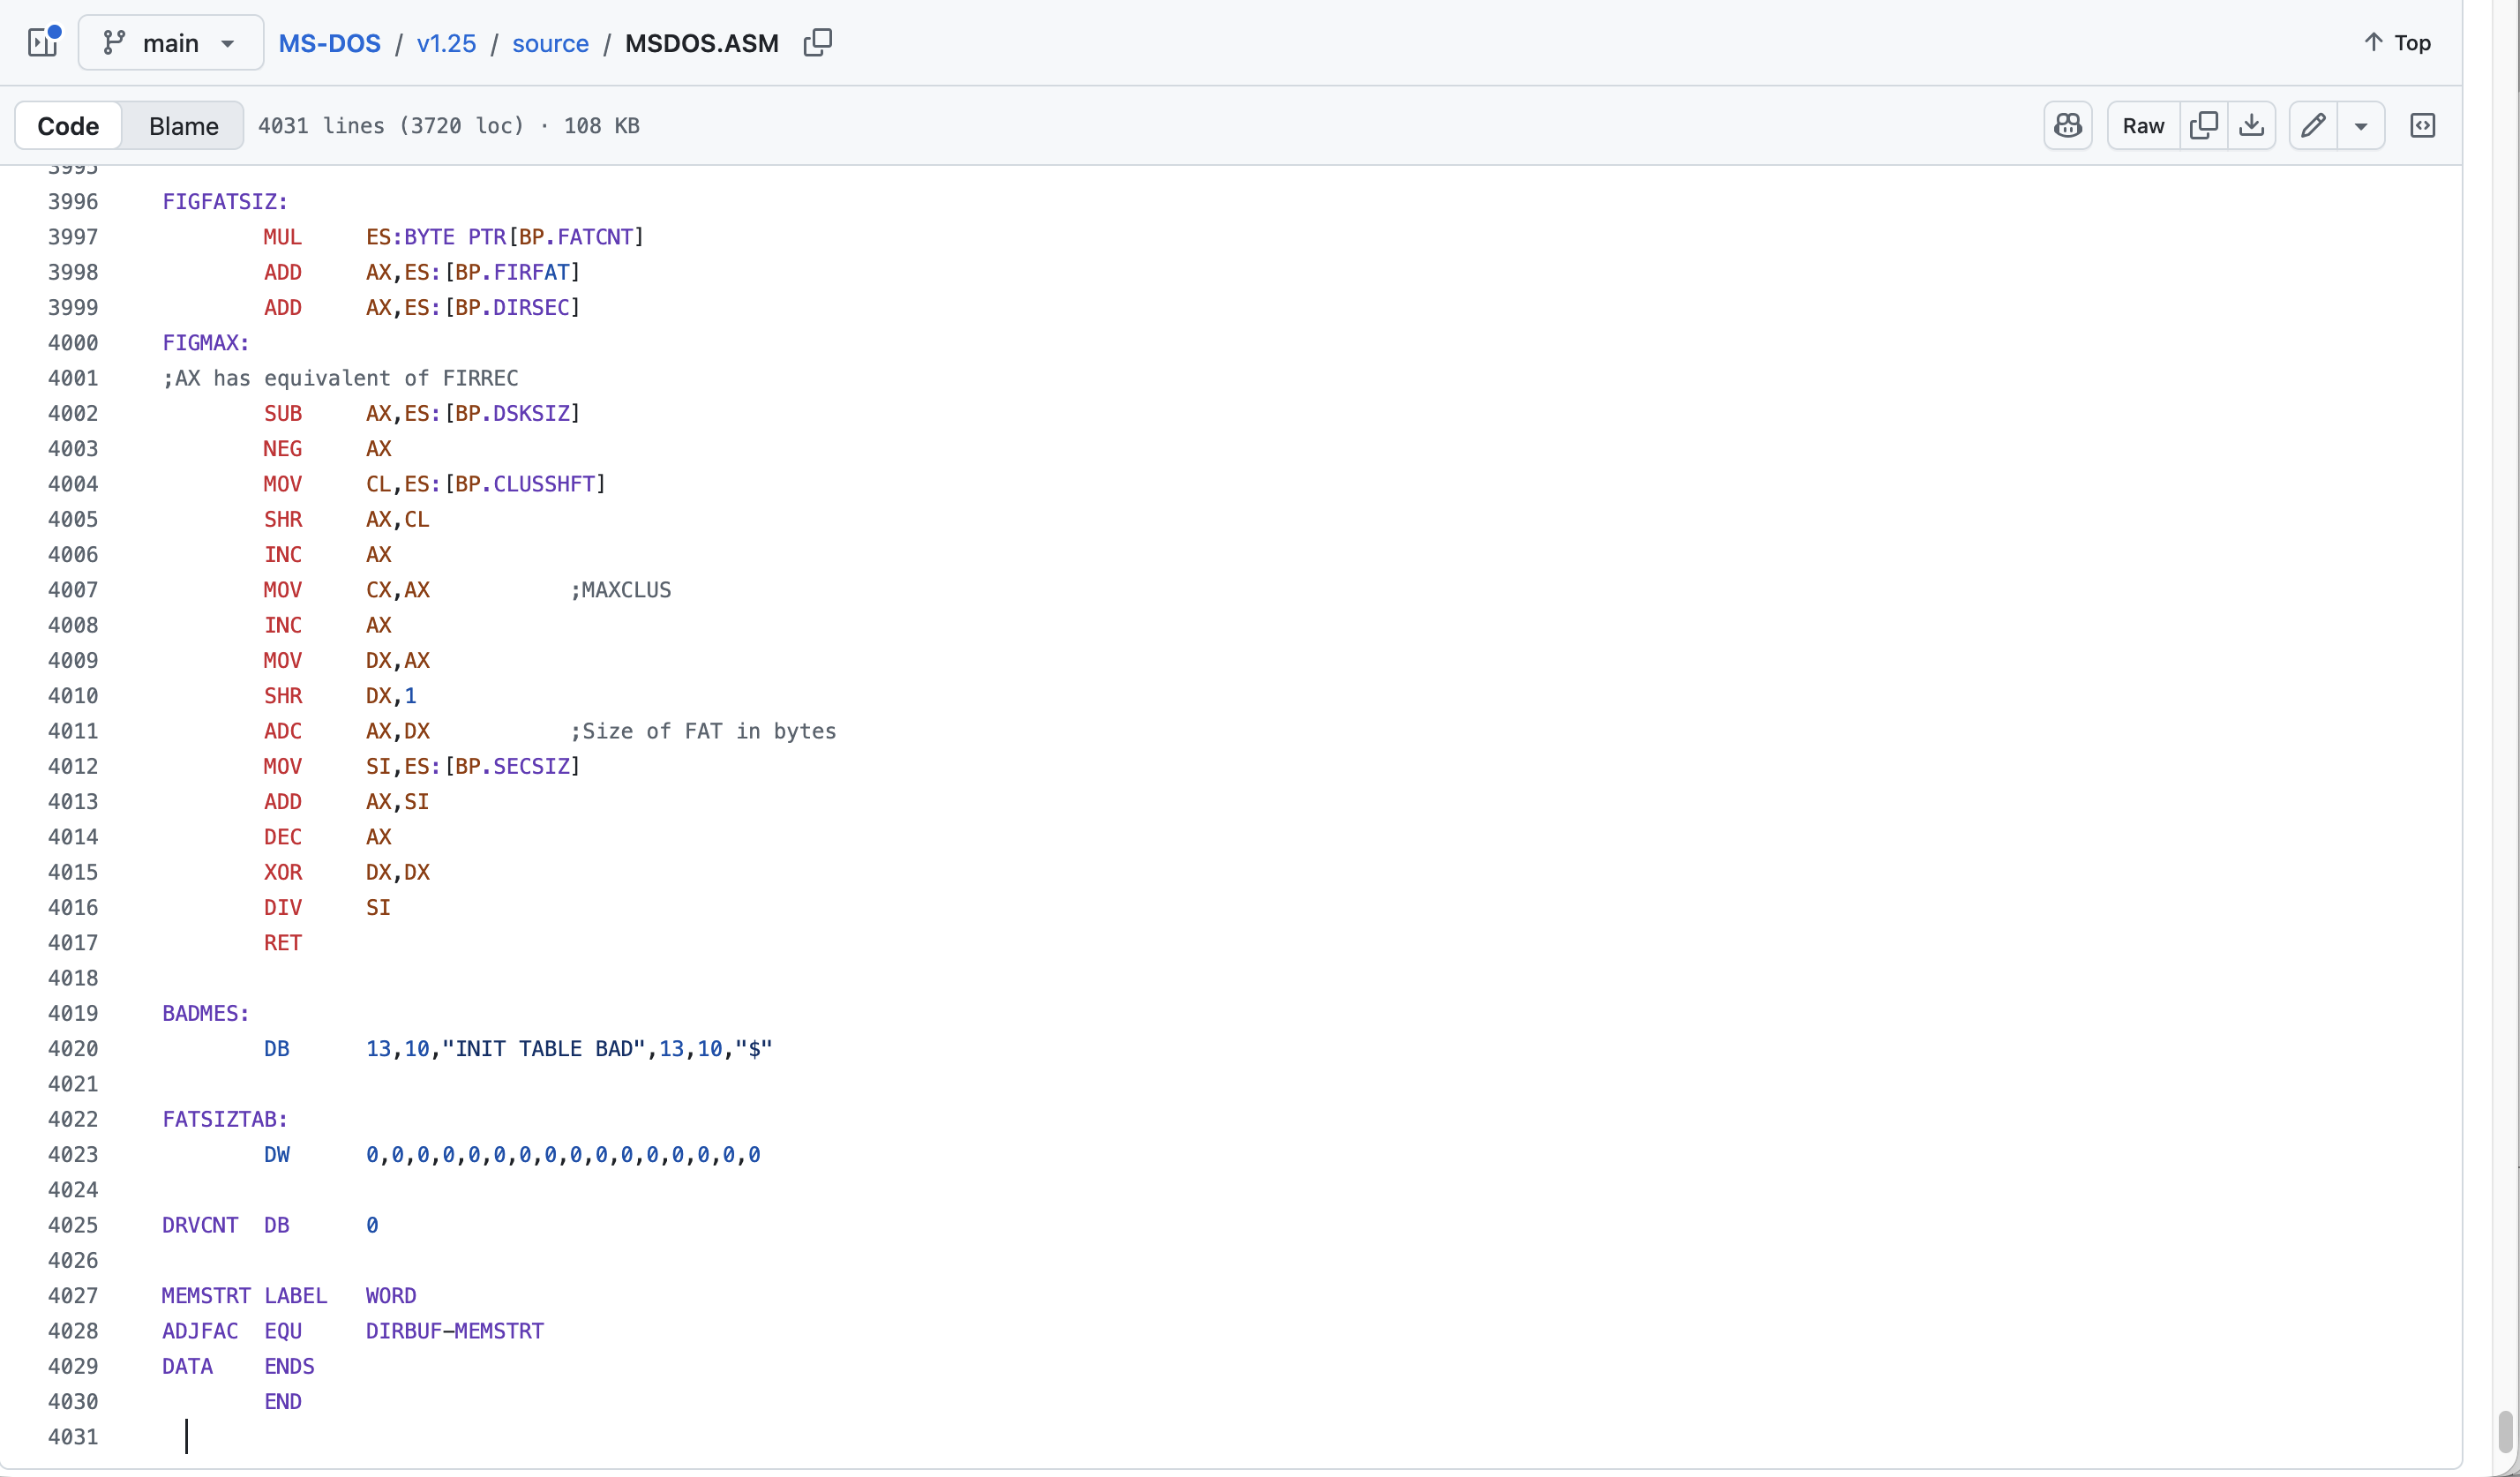 main MS-DOS / v1.25 / source / MSDOS.ASM Top
Code Blame 4031 lines (3720 loc) · 108 KB Raw
3995
3996 FIGFATSIZ:
3997 MUL ES:BYTE PTR[BP.FATCNT]
3998 ADD AX,ES:[BP.FIRFAT]
3999 ADD AX,ES:[BP.DIRSEC]
4000 FIGMAX:
4001 ;AX has equivalent of FIRREC
4002 SUB AX,ES:[BP.DSKSIZ]
4003 NEG AX
4004 MOV CL,ES:[BP.CLUSSHFT]
4005 SHR AX,CL
4006 INC AX
4007 MOV CX,AX ;MAXCLUS
4008 INC AX
4009 MOV DX,AX
4010 SHR DX,1
4011 ADC AX,DX ;Size of FAT in bytes
4012 MOV SI,ES:[BP.SECSIZ]
4013 ADD AX,SI
4014 DEC AX
4015 XOR DX,DX
4016 DIV SI
4017 RET
4018
4019 BADMES:
4020 DB 13,10,"INIT TABLE BAD",13,10,"$"
4021
4022 FATSIZTAB:
4023 DW 0,0,0,0,0,0,0,0,0,0,0,0,0,0,0,0
4024
4025 DRVCNT DB 0
4026
4027 MEMSTRT LABEL WORD
4028 ADJFAC EQU DIRBUF-MEMSTRT
4029 DATA ENDS
4030 END
4031